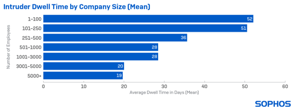 Intruder Dwell Time by Company Size (Mean)
Number of Employees
1-100 52
101-250 51
251-500 36
501-1000 28
1001-3000 28
3001-5000 20
5000+ 19
0 10 20 30 40 50 60
Average Dwell Time in Days (Mean)
SOPHOS